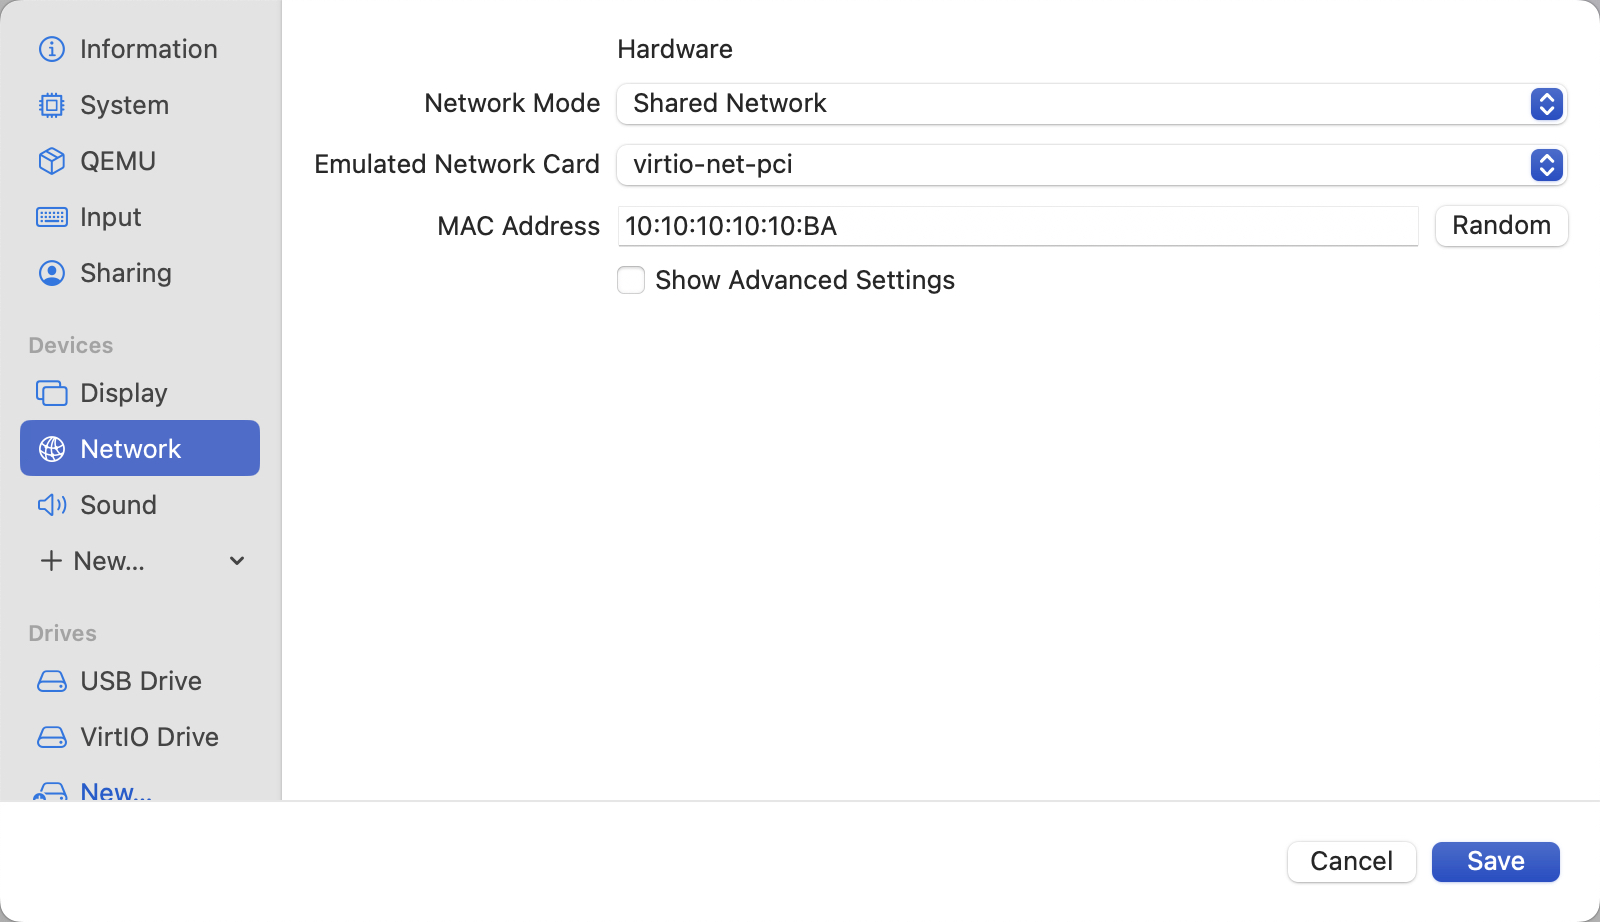 Information
System
QEMU
Input
Sharing
Devices
Display
Network
Sound
New...
Drives
USB Drive
VirtIO Drive
New...
Hardware
Network Mode Shared Network
Emulated Network Card virtio-net-pci
MAC Address 10:10:10:10:10:BA Random
Show Advanced Settings
Cancel Save